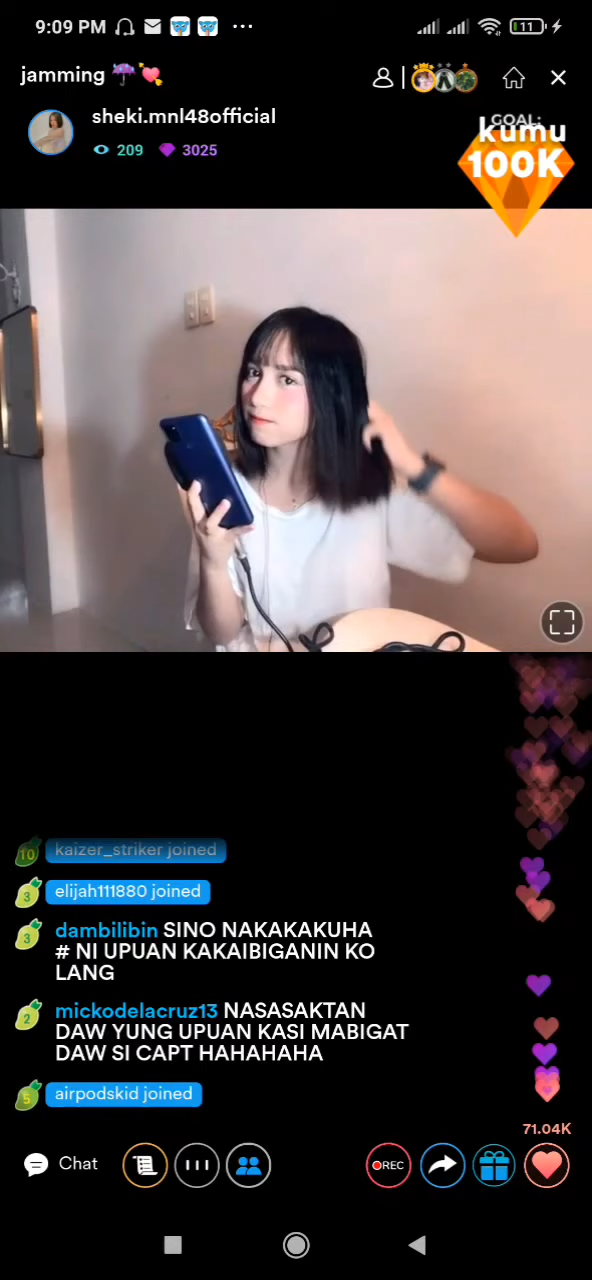 9:09 PM
11
jamming ☔💘
sheki.mnl48official
209 3025
GOAL:
kumu
100K
10 kaizer_striker joined
3 elijah111880 joined
3 dambilibin SINO NAKAKAKUHA
# NI UPUAN KAKAIBIGANIN KO
LANG
2 mickodelacruz13 NASASAKTAN
DAW YUNG UPUAN KASI MABIGAT
DAW SI CAPT HAHAHAHA
5 airpodskid joined
71.04K
Chat
REC